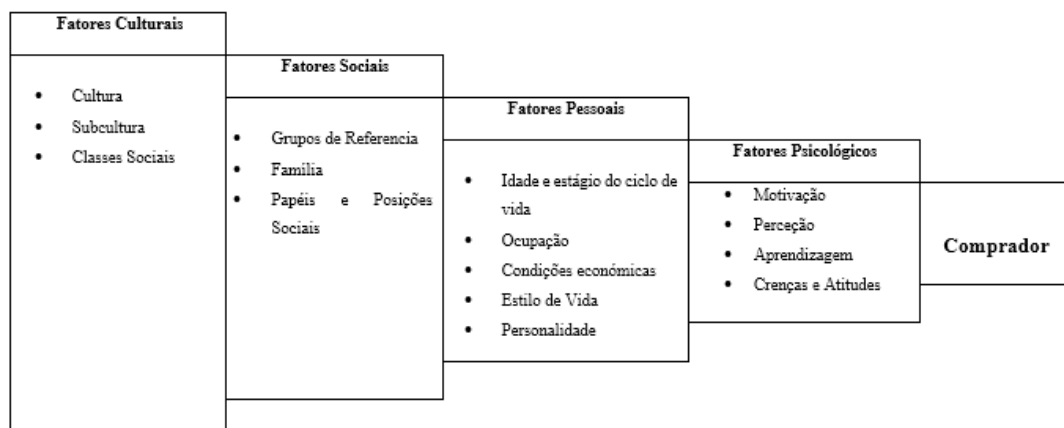 Fatores Culturais
• Cultura
• Subcultura
• Classes Sociais
Fatores Sociais
• Grupos de Referencia
• Família
• Papéis e Posições
Sociais
Fatores Pessoais
• Idade e estágio do ciclo de
vida
• Ocupação
• Condições económicas
• Estilo de Vida
• Personalidade
Fatores Psicológicos
• Motivação
• Perceção
• Aprendizagem
• Crenças e Atitudes
Comprador